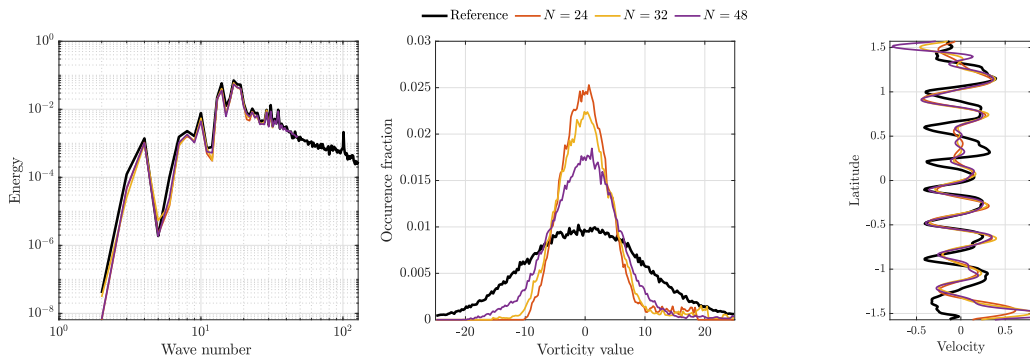 Reference N = 24 N = 32 N = 48
10^0
10^-2
10^-4
10^-6
10^-8
Energy
10^0 10^1 10^2
Wave number
0.03
0.025
0.02
0.015
0.01
0.005
0
Occurence fraction
-20 -10 0 10 20
Vorticity value
1.5
1
0.5
0
-0.5
-1
-1.5
Latitude
-0.5 0 0.5
Velocity